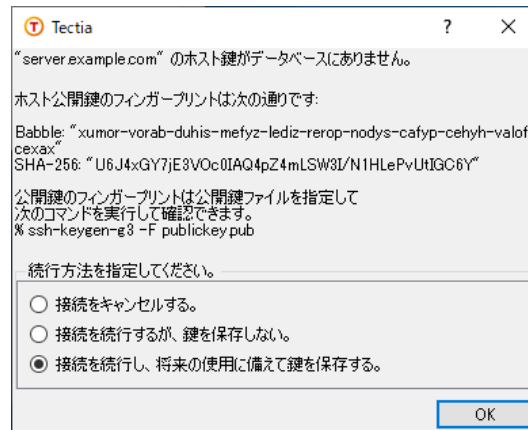 Tectia
"server.example.com" のホスト鍵がデータベースにありません。
ホスト公開鍵のフィンガープリントは次の通りです:
Babble: "xumor-vorab-duhis-mefyz-lediz-rerop-nodys-cafyp-cehyh-valof
cexax"
SHA-256: "U6J4xGY7jE3VOc0IAQ4pZ4mLSW3I/N1HLePvUtIGC6Y"
公開鍵のフィンガープリントは公開鍵ファイルを指定して
次のコマンドを実行して確認できます。
% ssh-keygen-g3 -F publickey.pub
続行方法を指定してください。
接続をキャンセルする。
接続を続行するが、鍵を保存しない。
接続を続行し、将来の使用に備えて鍵を保存する。
OK